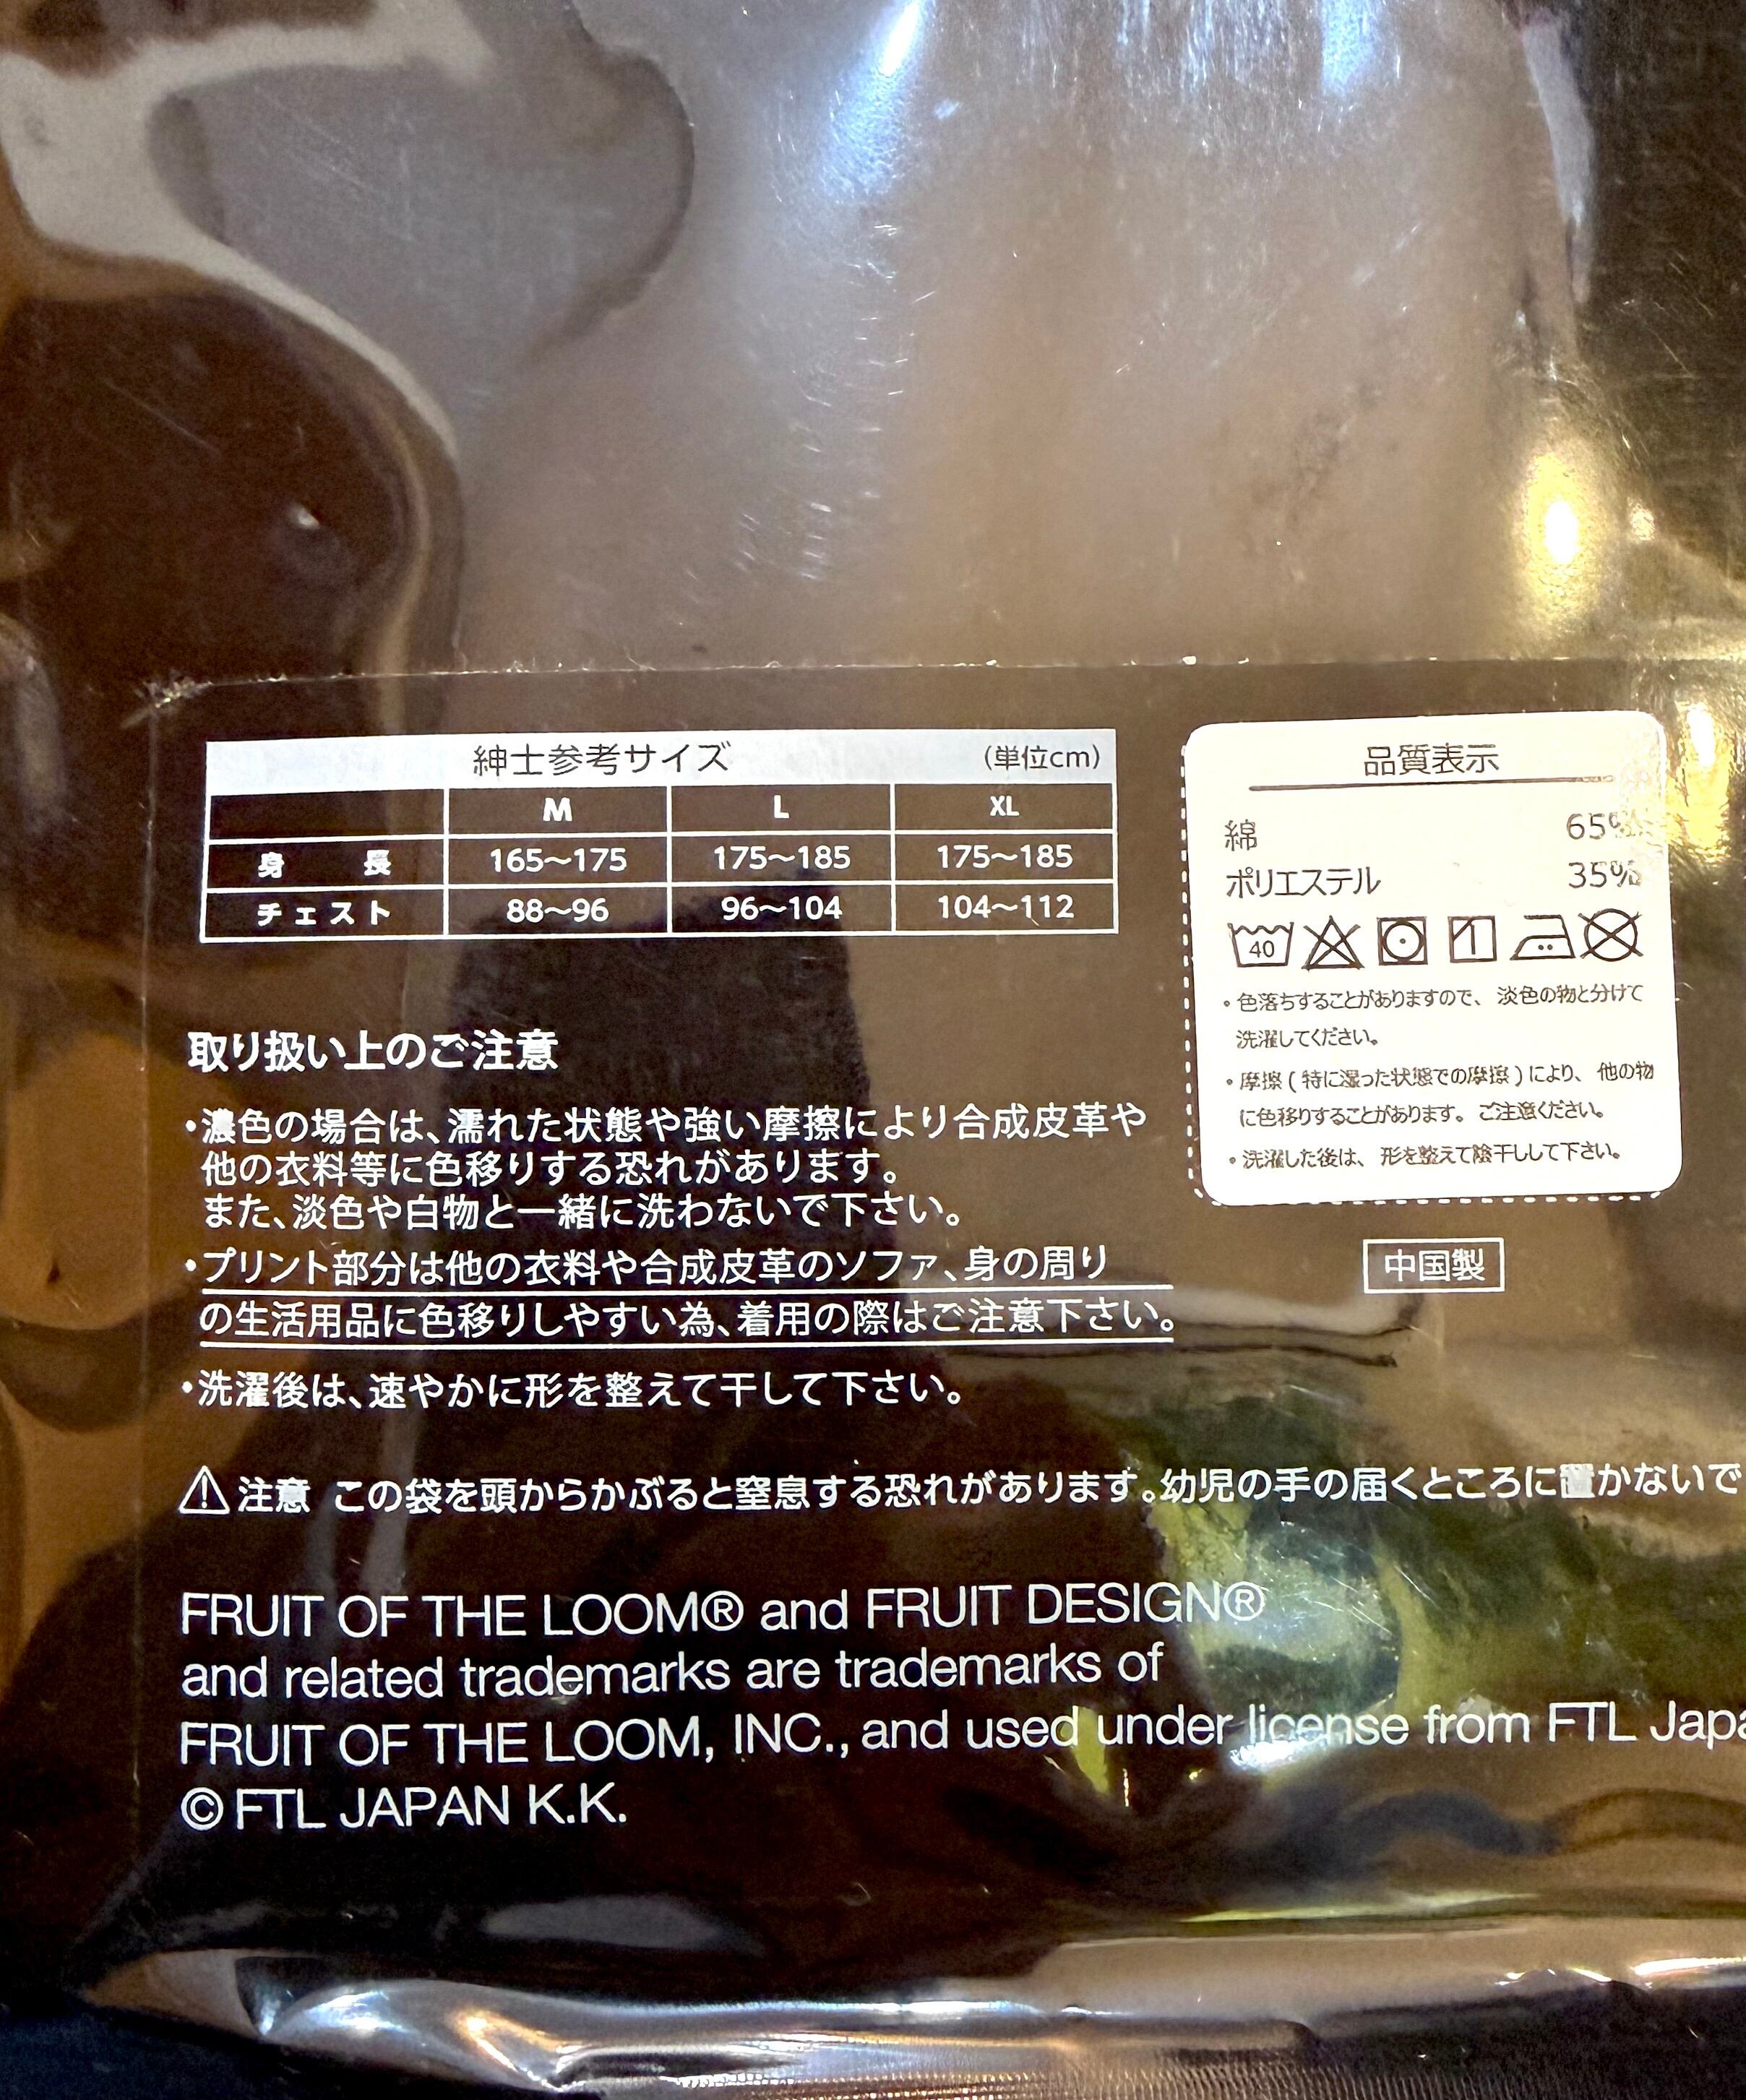 紳士参考サイズ (単位cm)
M L XL
身長 165〜175 175〜185 175〜185
チェスト 88〜96 96〜104 104〜112
取り扱い上のご注意
・濃色の場合は、濡れた状態や強い摩擦により合成皮革や
他の衣料等に色移りする恐れがあります。
また、淡色や白物と一緒に洗わないで下さい。
・プリント部分は他の衣料や合成皮革のソファ、身の周り
の生活用品に色移りしやすい為、着用の際はご注意下さい。
・洗濯後は、速やかに形を整えて干して下さい。
品質表示
綿 65%
ポリエステル 35%
40
・色落ちすることがありますので、淡色の物と分けて
洗濯してください。
・摩擦(特に湿った状態での摩擦)により、他の物
に色移りすることがあります。ご注意ください。
・洗濯した後は、形を整えて陰干しして下さい。
中国製
⚠注意 この袋を頭からかぶると窒息する恐れがあります。幼児の手の届くところに置かないで
FRUIT OF THE LOOM® and FRUIT DESIGN®
and related trademarks are trademarks of
FRUIT OF THE LOOM, INC., and used under license from FTL Japa
© FTL JAPAN K.K.